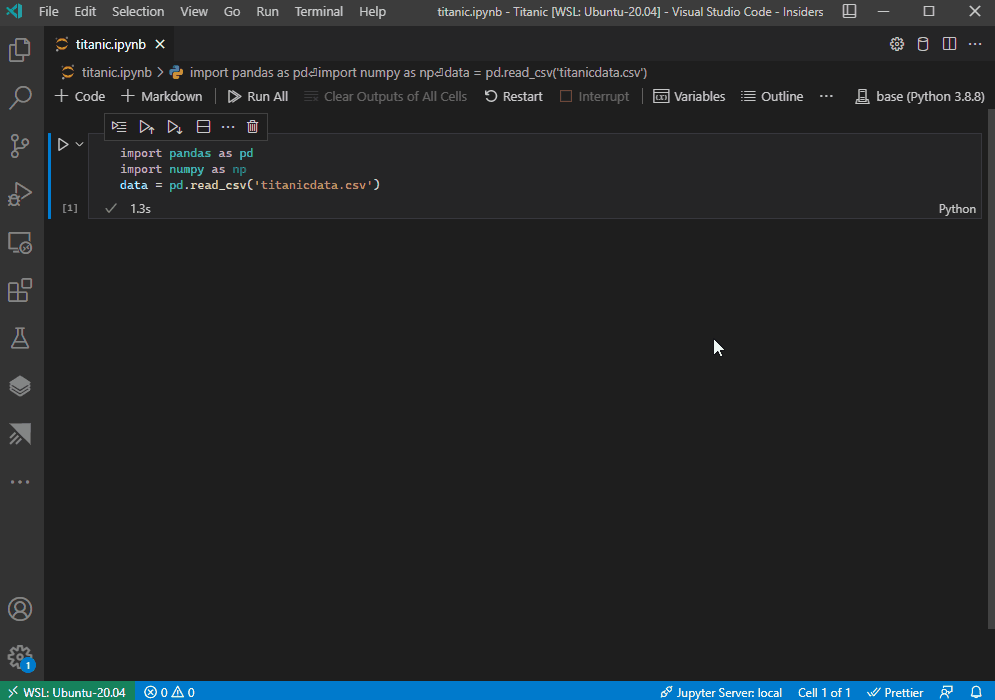 File Edit Selection View Go Run Terminal Help titanic.ipynb - Titanic [WSL: Ubuntu-20.04] - Visual Studio Code - Insiders
titanic.ipynb
titanic.ipynb > import pandas as pd⏎import numpy as np⏎data = pd.read_csv('titanicdata.csv')
+ Code + Markdown Run All Clear Outputs of All Cells Restart Interrupt Variables Outline ... base (Python 3.8.8)
import pandas as pd
import numpy as np
data = pd.read_csv('titanicdata.csv')
[1] 1.3s Python
1
WSL: Ubuntu-20.04 0 0 Jupyter Server: local Cell 1 of 1 Prettier